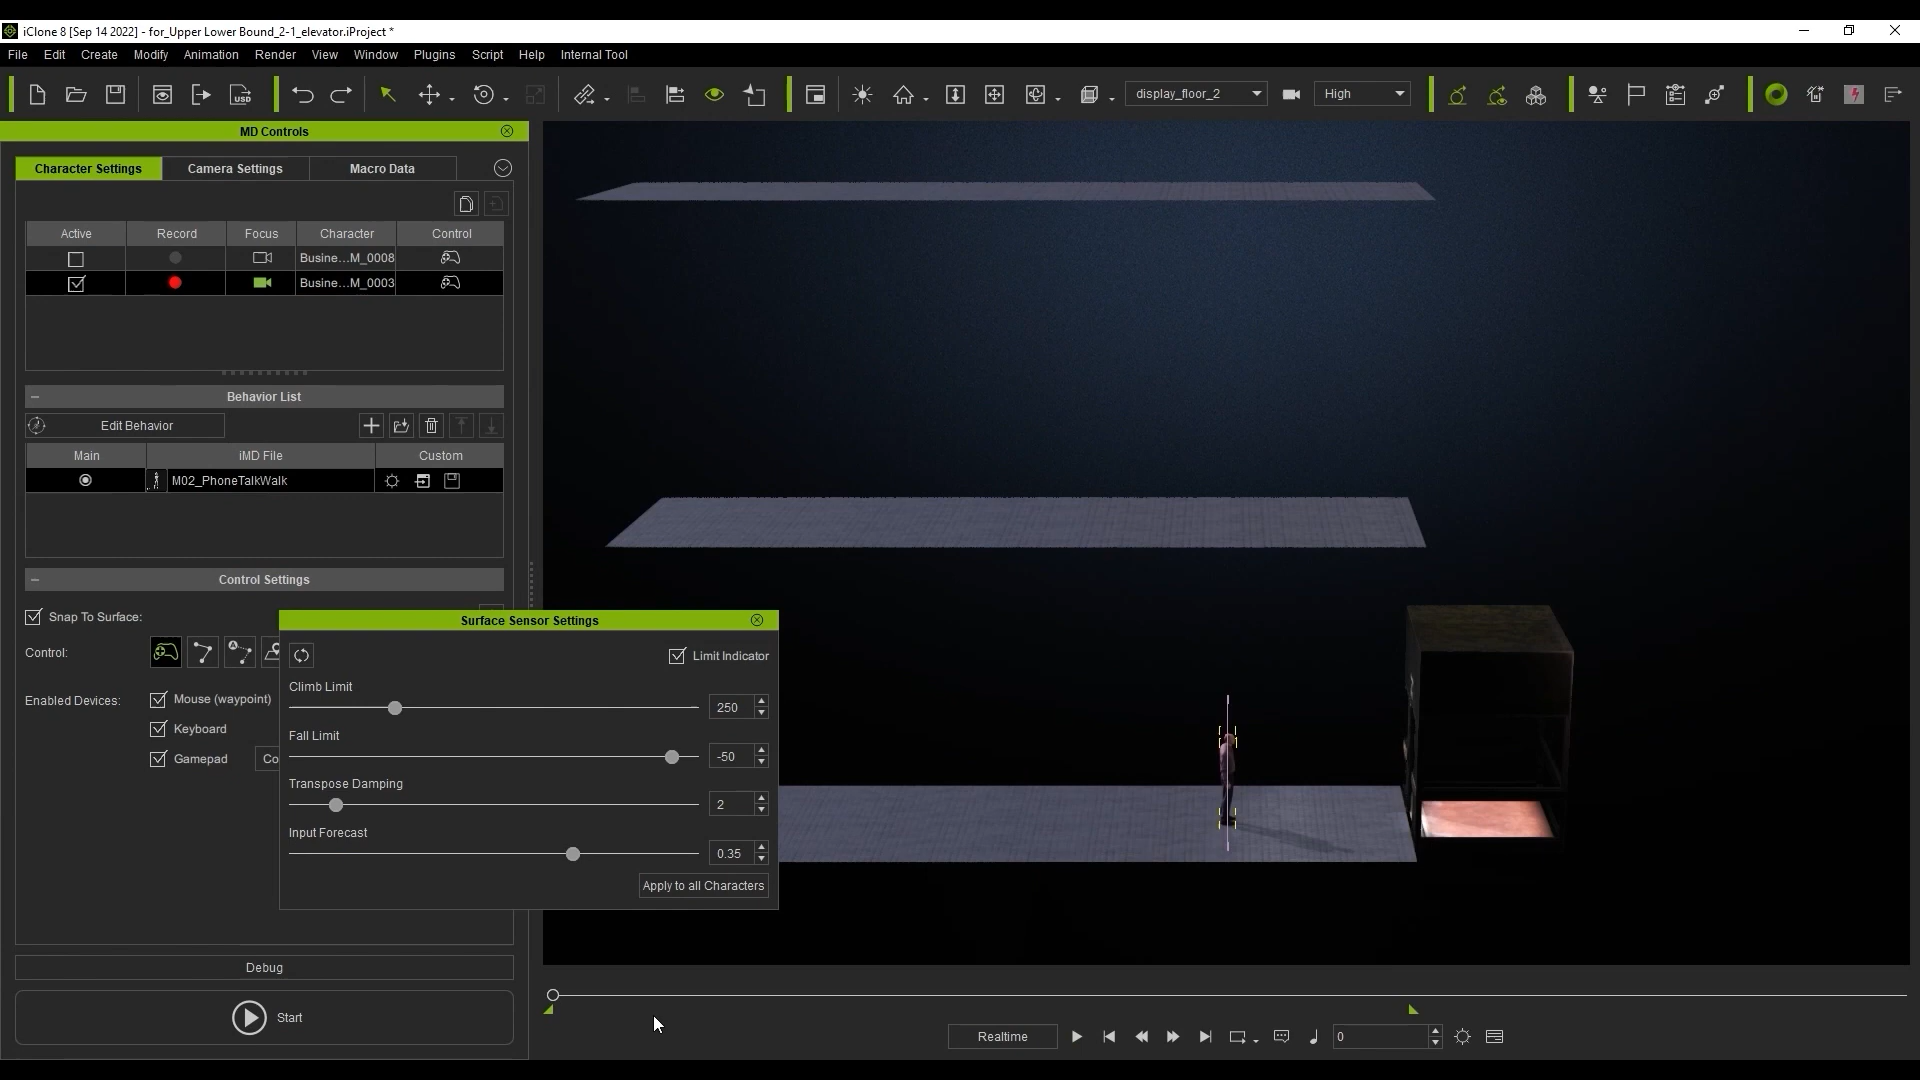 iClone 8 [Sep 14 2022] - for_Upper Lower Bound_2-1_elevator.iProject *
File Edit Create Modify Animation Render View Window Plugins Script Help Internal Tool
USD display_floor_2 High
MD Controls
Character Settings Camera Settings Macro Data
Active Record Focus Character Control
Busine...M_0008
Busine...M_0003
Behavior List
Edit Behavior
Main iMD File Custom
M02_PhoneTalkWalk
Control Settings
Snap To Surface:
Control:
Enabled Devices: Mouse (waypoint)
Keyboard
Gamepad Co
Surface Sensor Settings
Limit Indicator
Climb Limit
250
Fall Limit
-50
Transpose Damping
2
Input Forecast
0.35
Apply to all Characters
Debug
Start
Realtime 0